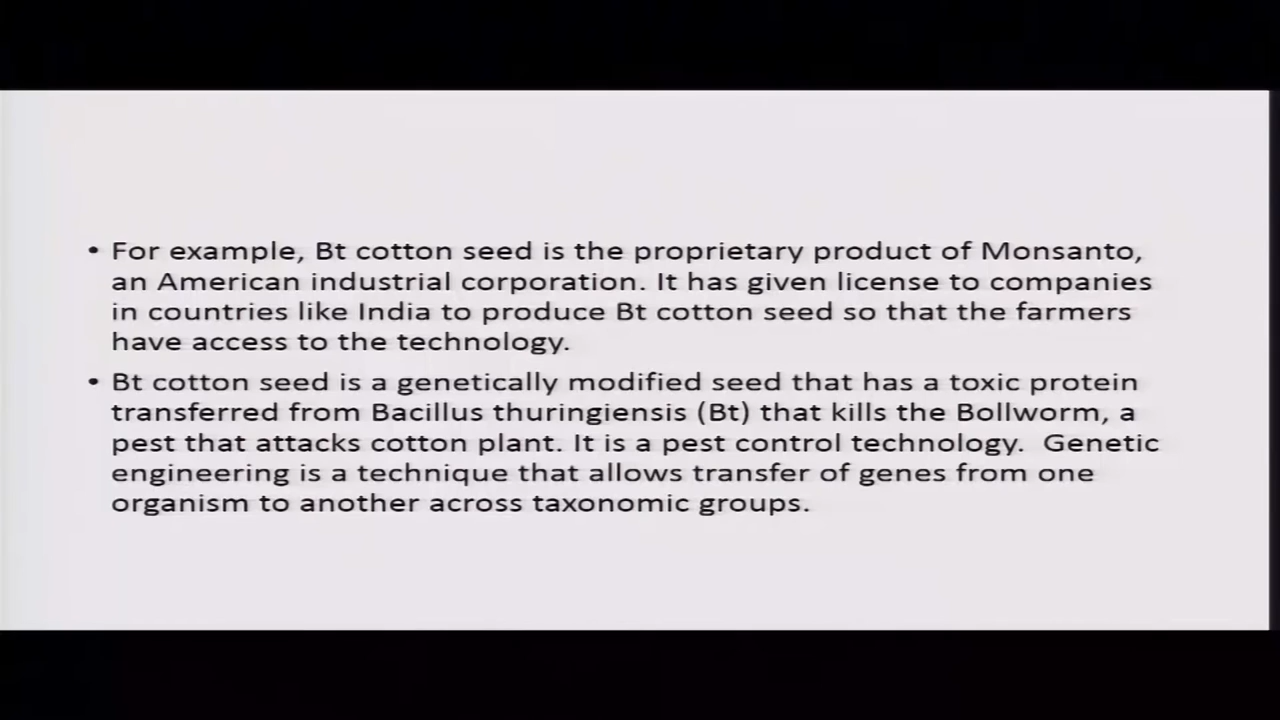 • For example, Bt cotton seed is the proprietary product of Monsanto,
an American industrial corporation. It has given license to companies
in countries like India to produce Bt cotton seed so that the farmers
have access to the technology.
• Bt cotton seed is a genetically modified seed that has a toxic protein
transferred from Bacillus thuringiensis (Bt) that kills the Bollworm, a
pest that attacks cotton plant. It is a pest control technology.  Genetic
engineering is a technique that allows transfer of genes from one
organism to another across taxonomic groups.